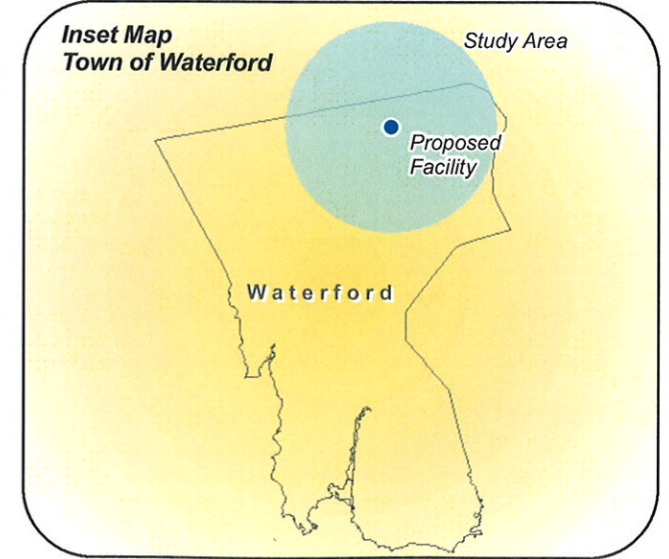 Inset Map
Town of Waterford
Study Area
Proposed
Facility
Waterford